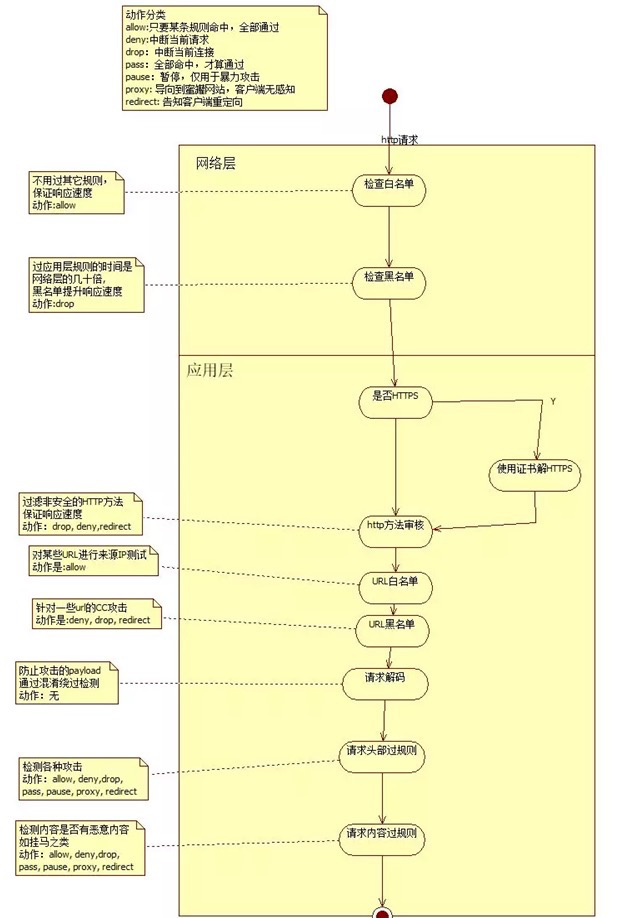 动作分类
allow:只要某条规则命中，全部通过
deny:中断当前请求
drop: 中断当前连接
pass: 全部命中，才算通过
pause: 暂停，仅用于暴力攻击
proxy: 导向到蜜罐网站，客户端无感知
redirect: 告知客户端重定向
http请求
网络层
不用过其它规则，
保证响应速度
动作:allow
检查白名单
过应用层规则的时间是
网络层的几十倍，
黑名单提升响应速度
动作:drop
检查黑名单
应用层
是否HTTPS
Y
使用证书解HTTPS
过滤非安全的HTTP方法
保证响应速度
动作: drop, deny,redirect
http方法审核
对某些URL进行来源IP测试
动作是:allow
URL白名单
针对一些url的CC攻击
动作是:deny, drop, redirect
URL黑名单
防止攻击的payload
通过混淆绕过检测
动作: 无
请求解码
请求头部过规则
检测各种攻击
动作: allow, deny,drop,
pass, pause, proxy, redirect
检测内容是否有恶意内容
如挂马之类
动作: allow, deny,drop,
pass, pause, proxy, redirect
请求内容过规则